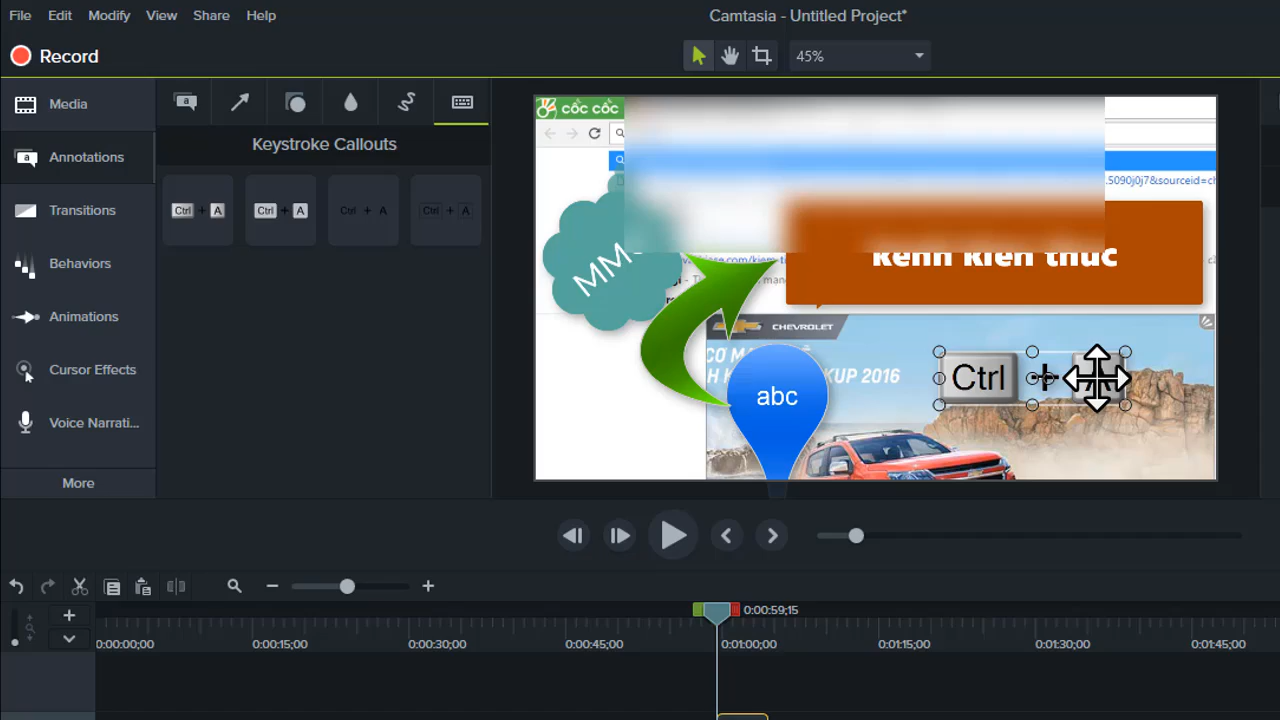 File Edit Modify View Share Help
Camtasia - Untitled Project*
Record
45%
Media
Annotations
Transitions
Behaviors
Animations
Cursor Effects
Voice Narrati...
More
Keystroke Callouts
Ctrl + A
Ctrl + A
Ctrl + A
Ctrl + A
cốc cốc
.5090j0j7&sourceid=ch
kênh kiến thức
CHEVROLET
KUP 2016
abc
Ctrl +
0:00:59;15
0:00:00;00
0:00:15;00
0:00:30;00
0:00:45;00
0:01:00;00
0:01:15;00
0:01:30;00
0:01:45;00